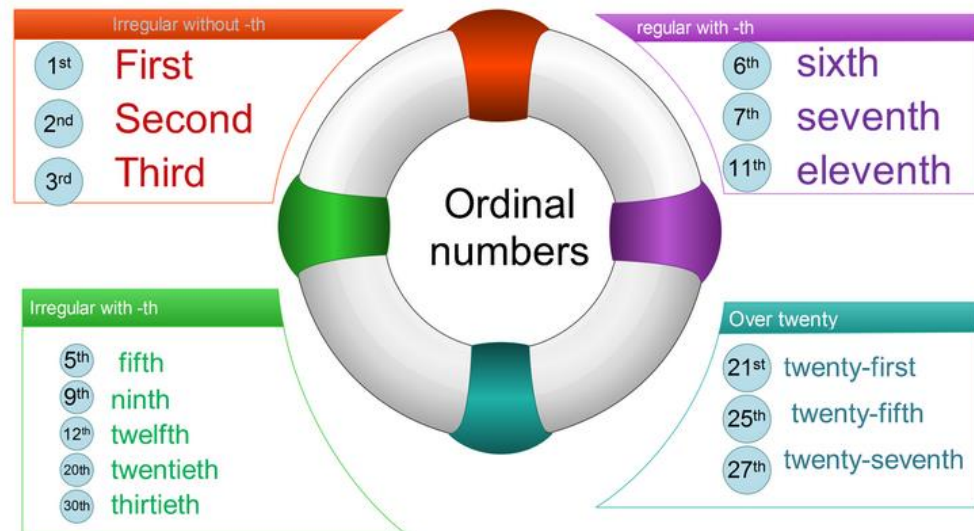 Irregular without -th
1st First
2nd Second
3rd Third
regular with -th
6th sixth
7th seventh
11th eleventh
Ordinal
numbers
Irregular with -th
5th fifth
9th ninth
12th twelfth
20th twentieth
30th thirtieth
Over twenty
21st twenty-first
25th twenty-fifth
27th twenty-seventh